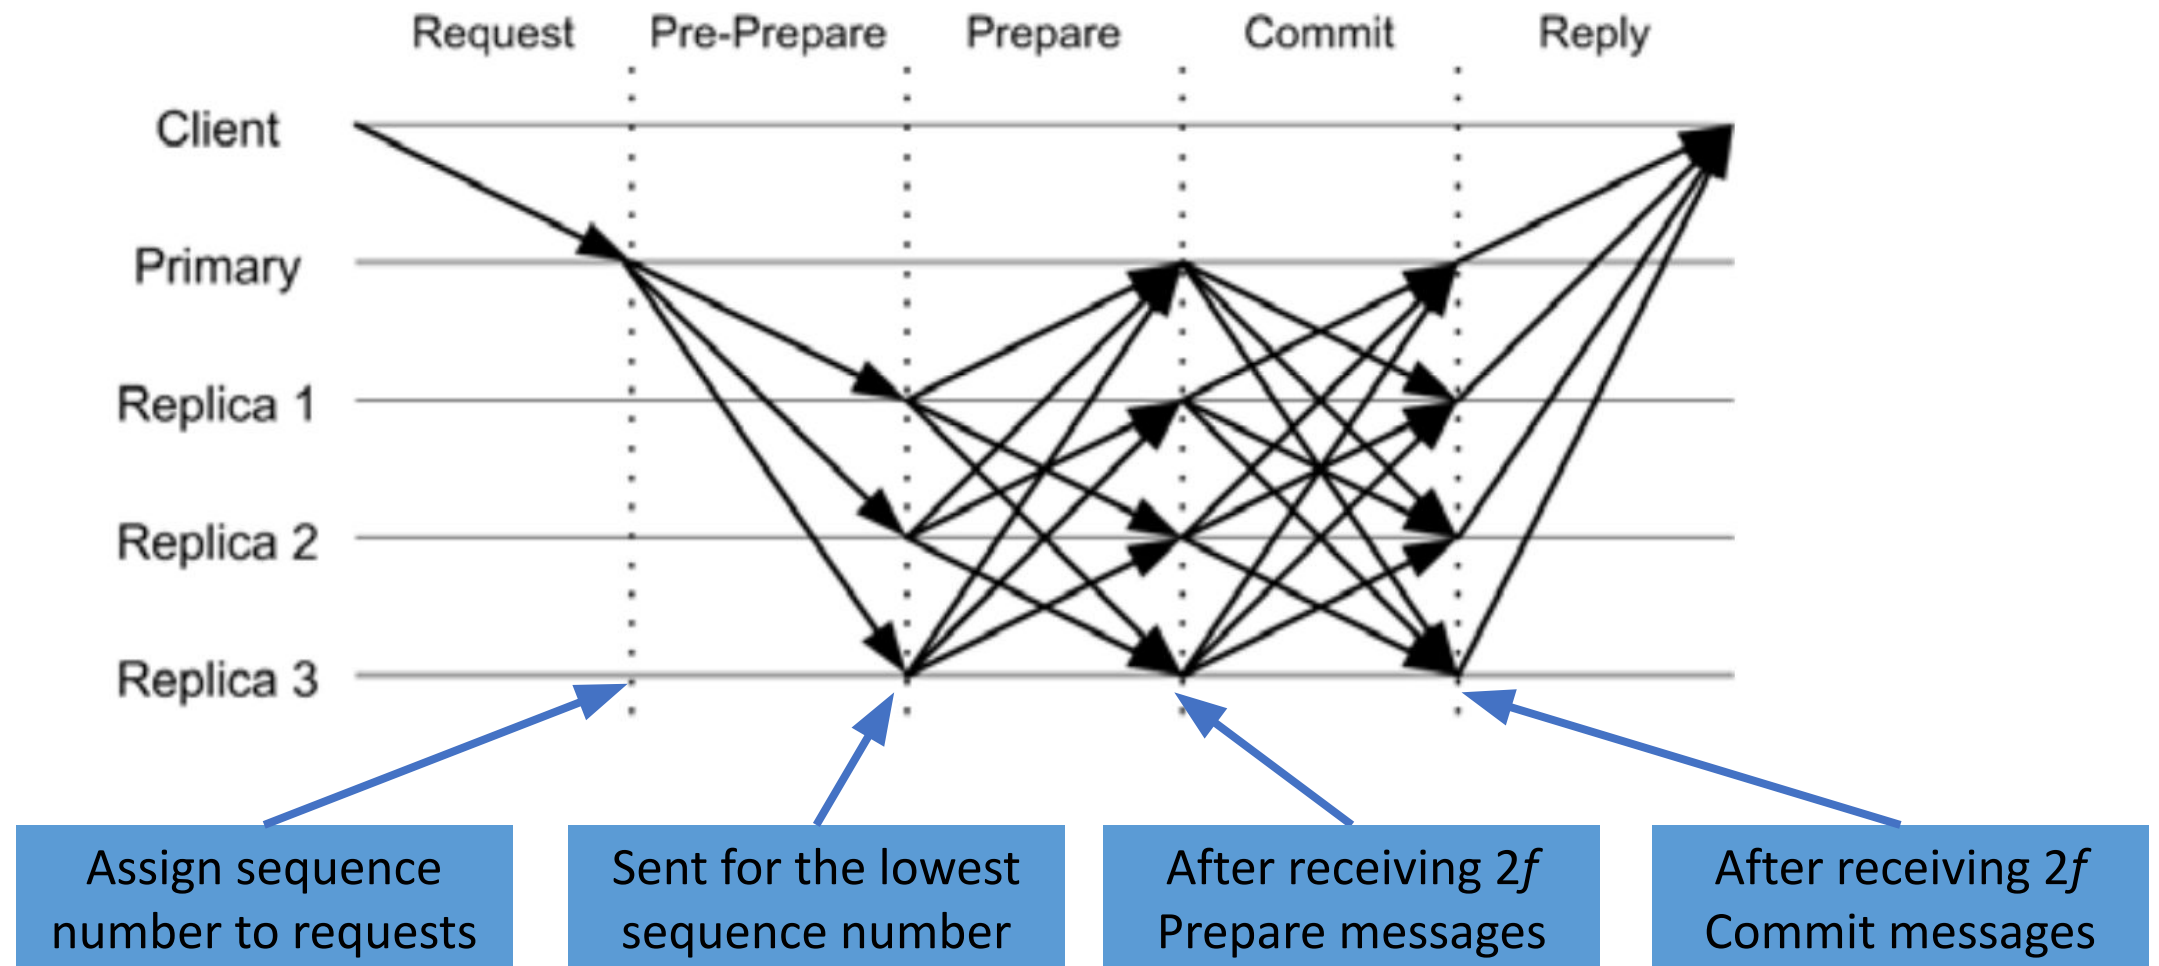 Request Pre-Prepare Prepare Commit Reply
Client
Primary
Replica 1
Replica 2
Replica 3
Assign sequence
number to requests
Sent for the lowest
sequence number
After receiving 2f
Prepare messages
After receiving 2f
Commit messages